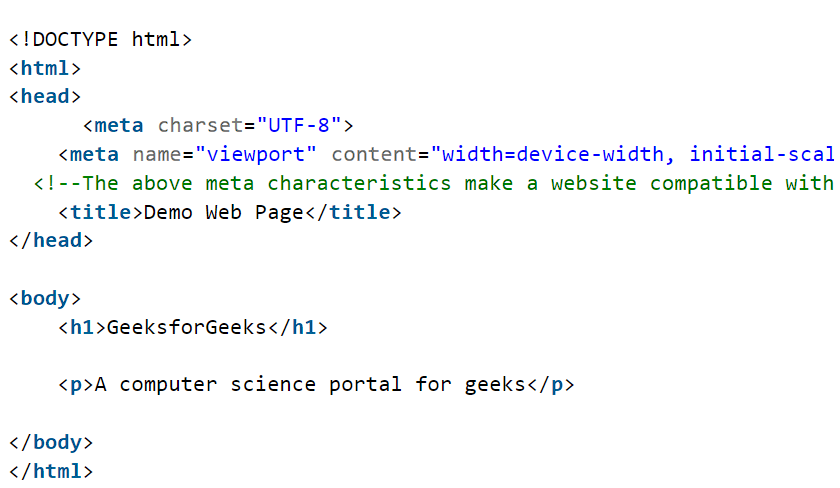 <!DOCTYPE html>
<html>
<head>
<meta charset="UTF-8">
<meta name="viewport" content="width=device-width, initial-scal
<!--The above meta characteristics make a website compatible with
<title>Demo Web Page</title>
</head>
<body>
<h1>GeeksforGeeks</h1>
<p>A computer science portal for geeks</p>
</body>
</html>